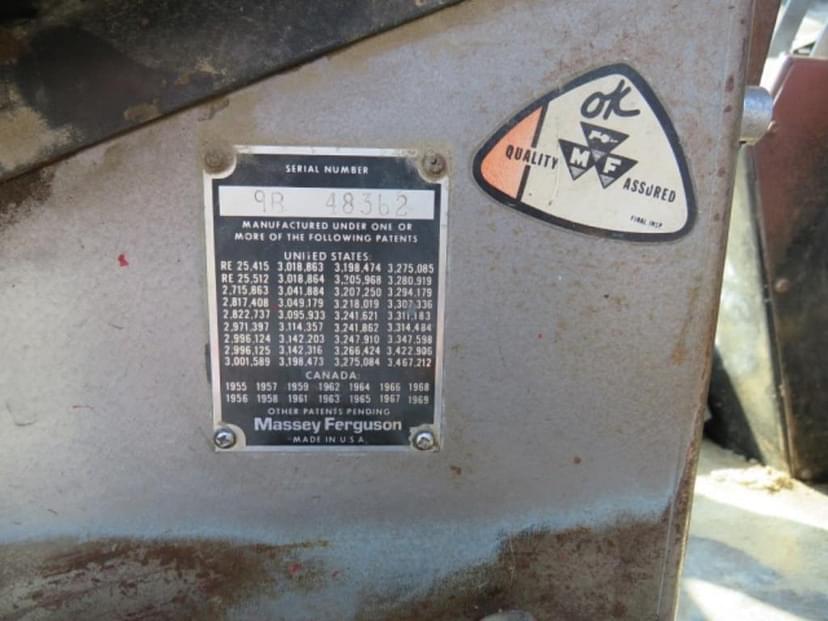 SERIAL NUMBER
9B 48362
MANUFACTURED UNDER ONE OR
MORE OF THE FOLLOWING PATENTS
UNITED STATES:
RE 25,415 3,018,863 3,198,474 3,275,085
RE 25,512 3,018,864 3,205,968 3,280,919
2,715,863 3,041,884 3,207,250 3,294,179
2,817,408 3,049,179 3,218,019 3,307,336
2,822,737 3,095,933 3,241,621 3,311,183
2,971,397 3,114,357 3,241,862 3,314,484
2,996,124 3,142,203 3,247,910 3,347,598
2,996,125 3,142,316 3,266,424 3,422,906
3,001,589 3,198,473 3,275,084 3,467,212
CANADA:
1955 1957 1959 1962 1964 1966 1968
1956 1958 1961 1963 1965 1967 1969
OTHER PATENTS PENDING
Massey Ferguson
MADE IN U.S.A.
OK
QUALITY MF ASSURED
FINAL INSP.